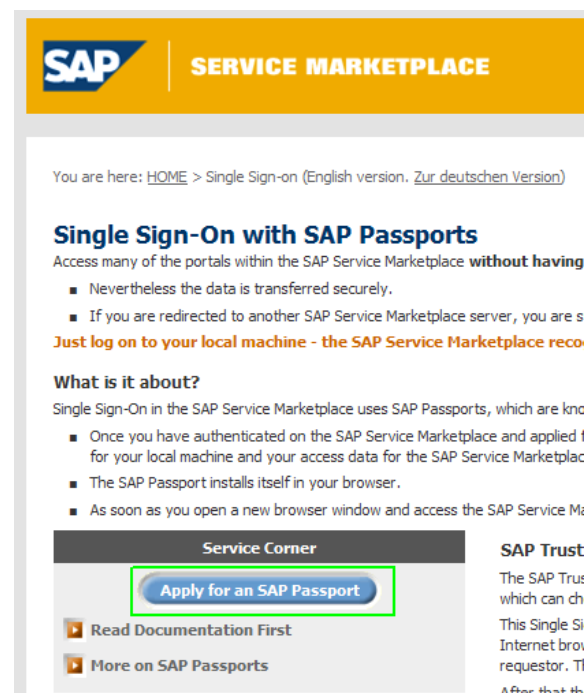 SAP
SERVICE MARKETPLACE
You are here: HOME > Single Sign-on (English version. Zur deutschen Version)
Single Sign-On with SAP Passports
Access many of the portals within the SAP Service Marketplace without having
■ Nevertheless the data is transferred securely.
■ If you are redirected to another SAP Service Marketplace server, you are s
Just log on to your local machine - the SAP Service Marketplace reco
What is it about?
Single Sign-On in the SAP Service Marketplace uses SAP Passports, which are kno
■ Once you have authenticated on the SAP Service Marketplace and applied f
for your local machine and your access data for the SAP Service Marketplac
■ The SAP Passport installs itself in your browser.
■ As soon as you open a new browser window and access the SAP Service Ma
Service Corner
Apply for an SAP Passport
Read Documentation First
More on SAP Passports
SAP Trust
The SAP Trus
which can ch
This Single Si
Internet brow
requestor. Th
After that th